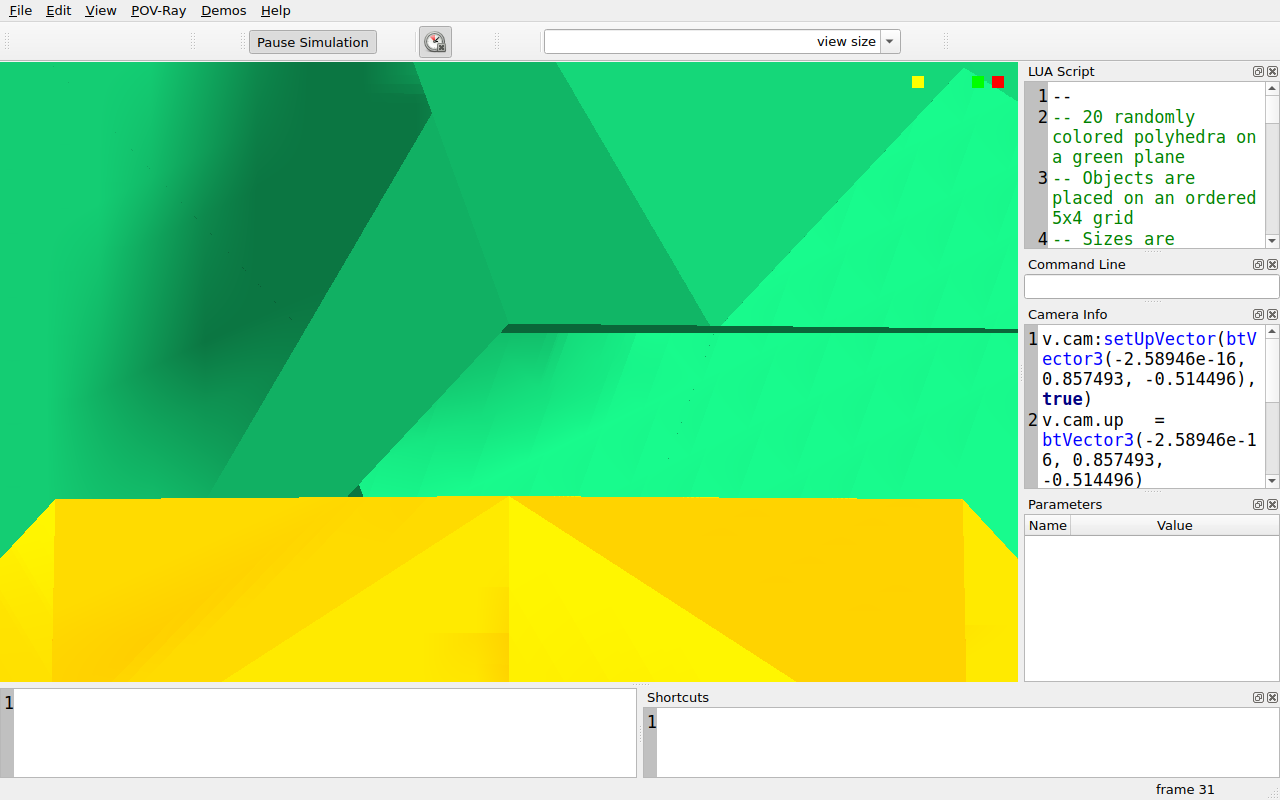 File Edit View POV-Ray Demos Help
Pause Simulation
view size
LUA Script
1 --
2 -- 20 randomly
colored polyhedra on
a green plane
3 -- Objects are
placed on an ordered
5x4 grid
4 -- Sizes are
Command Line
Camera Info
1 v.cam:setUpVector(btV
ector3(-2.58946e-16,
0.857493, -0.514496),
true)
2 v.cam.up   =
btVector3(-2.58946e-1
6, 0.857493,
-0.514496)
Parameters
Name Value
1
Shortcuts
1
frame 31